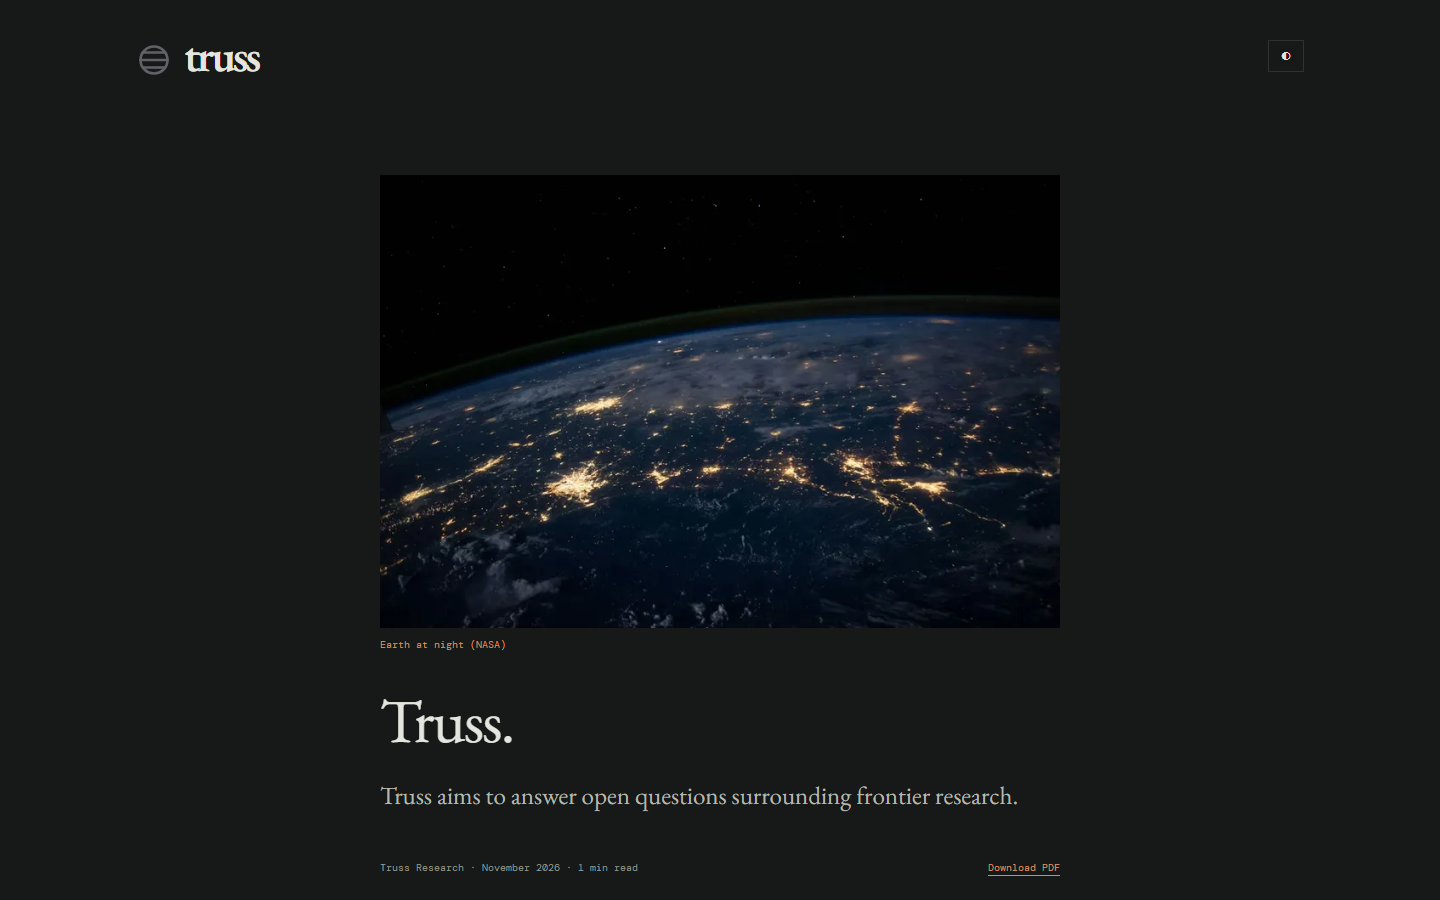 truss
Earth at night (NASA)
Truss.
Truss aims to answer open questions surrounding frontier research.
Truss Research · November 2026 · 1 min read
Download PDF